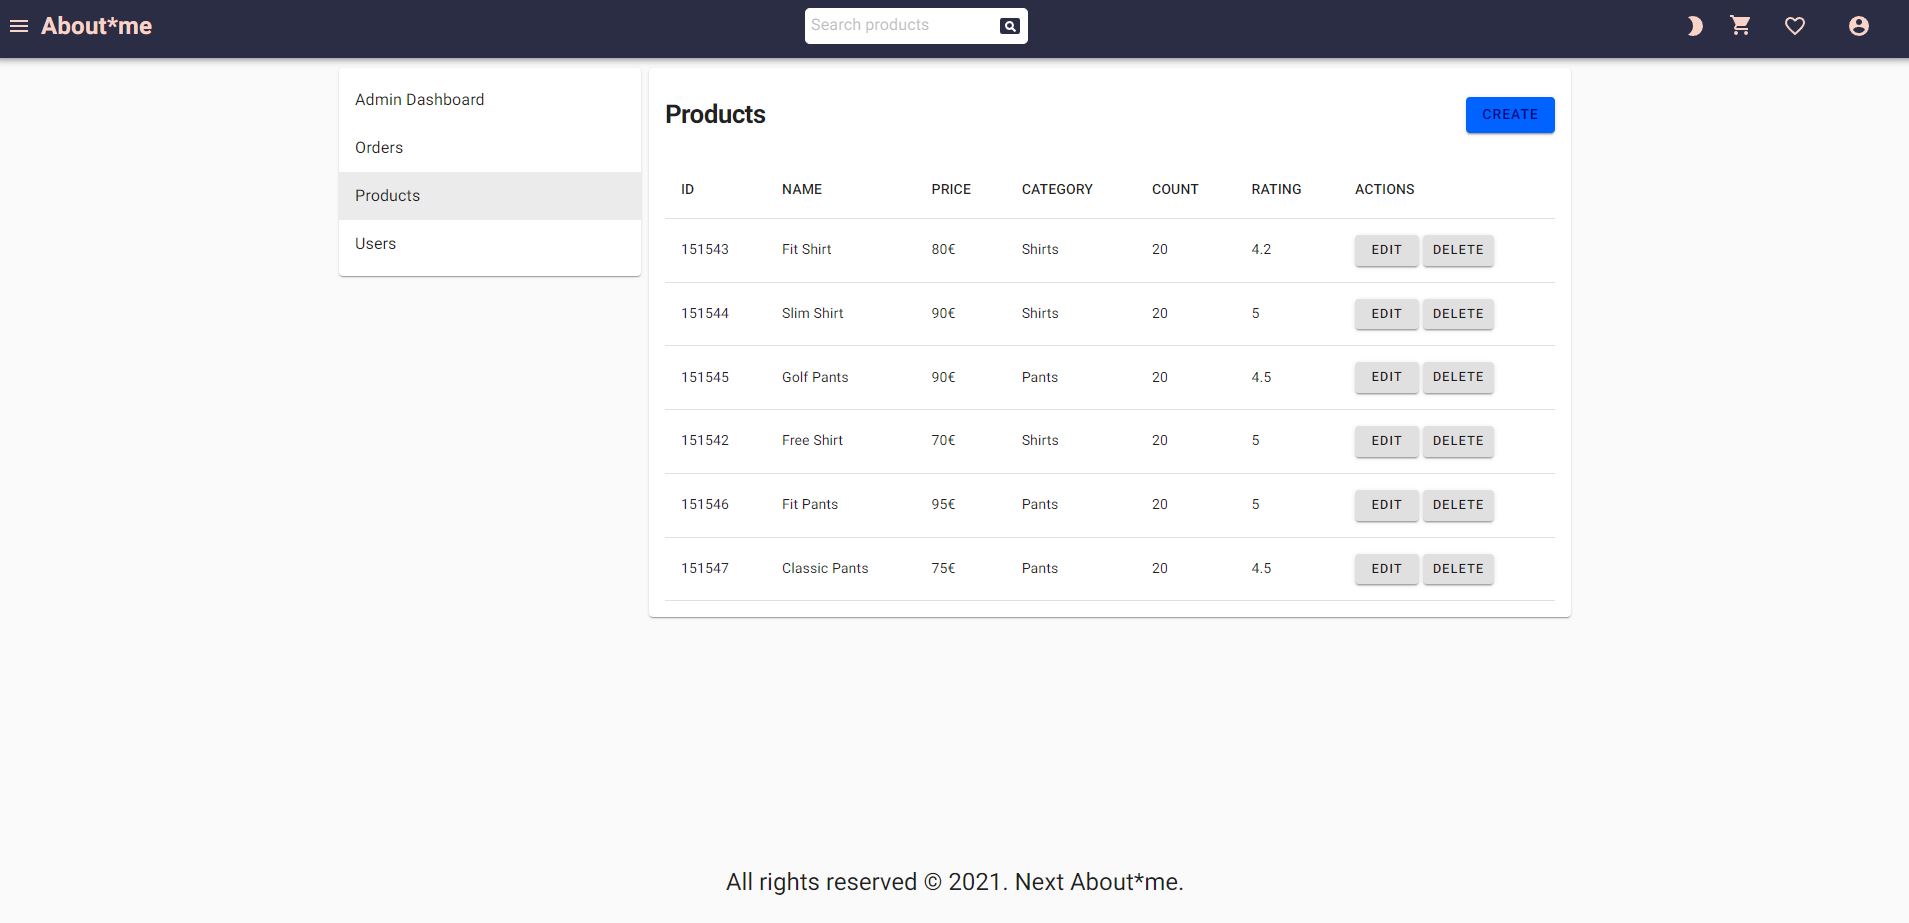 About*me
Search products
Admin Dashboard
Orders
Products
Users
Products
CREATE
ID NAME PRICE CATEGORY COUNT RATING ACTIONS
151543 Fit Shirt 80€ Shirts 20 4.2 EDIT DELETE
151544 Slim Shirt 90€ Shirts 20 5 EDIT DELETE
151545 Golf Pants 90€ Pants 20 4.5 EDIT DELETE
151542 Free Shirt 70€ Shirts 20 5 EDIT DELETE
151546 Fit Pants 95€ Pants 20 5 EDIT DELETE
151547 Classic Pants 75€ Pants 20 4.5 EDIT DELETE
All rights reserved © 2021. Next About*me.